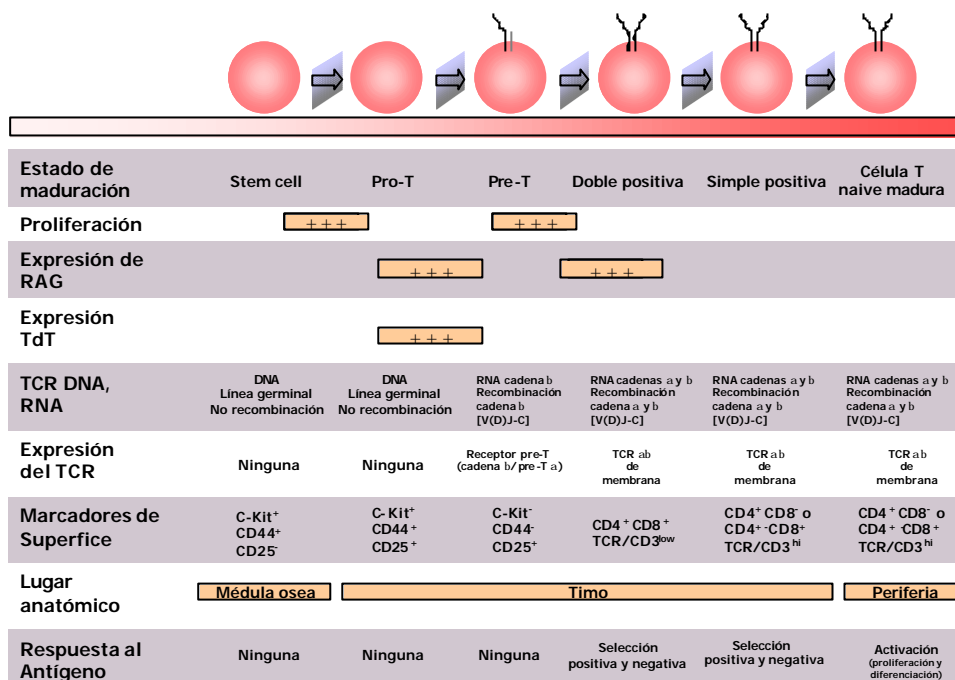 Estado de
maduración
Stem cell
Pro-T
Pre-T
Doble positiva
Simple positiva
Célula T
naive madura
Proliferación
+ + +
+ + +
Expresión de
RAG
+ + +
+ + +
Expresión
TdT
+ + +
TCR DNA,
RNA
DNA
Línea germinal
No recombinación
DNA
Línea germinal
No recombinación
RNA cadena b
Recombinación
cadena b
[V(D)J-C]
RNA cadenas a y b
Recombinación
cadena a y b
[V(D)J-C]
RNA cadenas a y b
Recombinación
cadena a y b
[V(D)J-C]
RNA cadenas a y b
Recombinación
cadena a y b
[V(D)J-C]
Expresión
del TCR
Ninguna
Ninguna
Receptor pre-T
(cadena b/pre-T a)
TCR ab
de
membrana
TCR ab
de
membrana
TCR ab
de
membrana
Marcadores de
Superfice
C-Kit+
CD44+
CD25-
C-Kit+
CD44+
CD25+
C-Kit-
CD44-
CD25+
CD4+ CD8+
TCR/CD3low
CD4+ CD8- o
CD4+-CD8+
TCR/CD3hi
CD4+ CD8- o
CD4+-CD8+
TCR/CD3hi
Lugar
anatómico
Médula osea
Timo
Periferia
Respuesta al
Antígeno
Ninguna
Ninguna
Ninguna
Selección
positiva y negativa
Selección
positiva y negativa
Activación
(proliferación y
diferenciación)